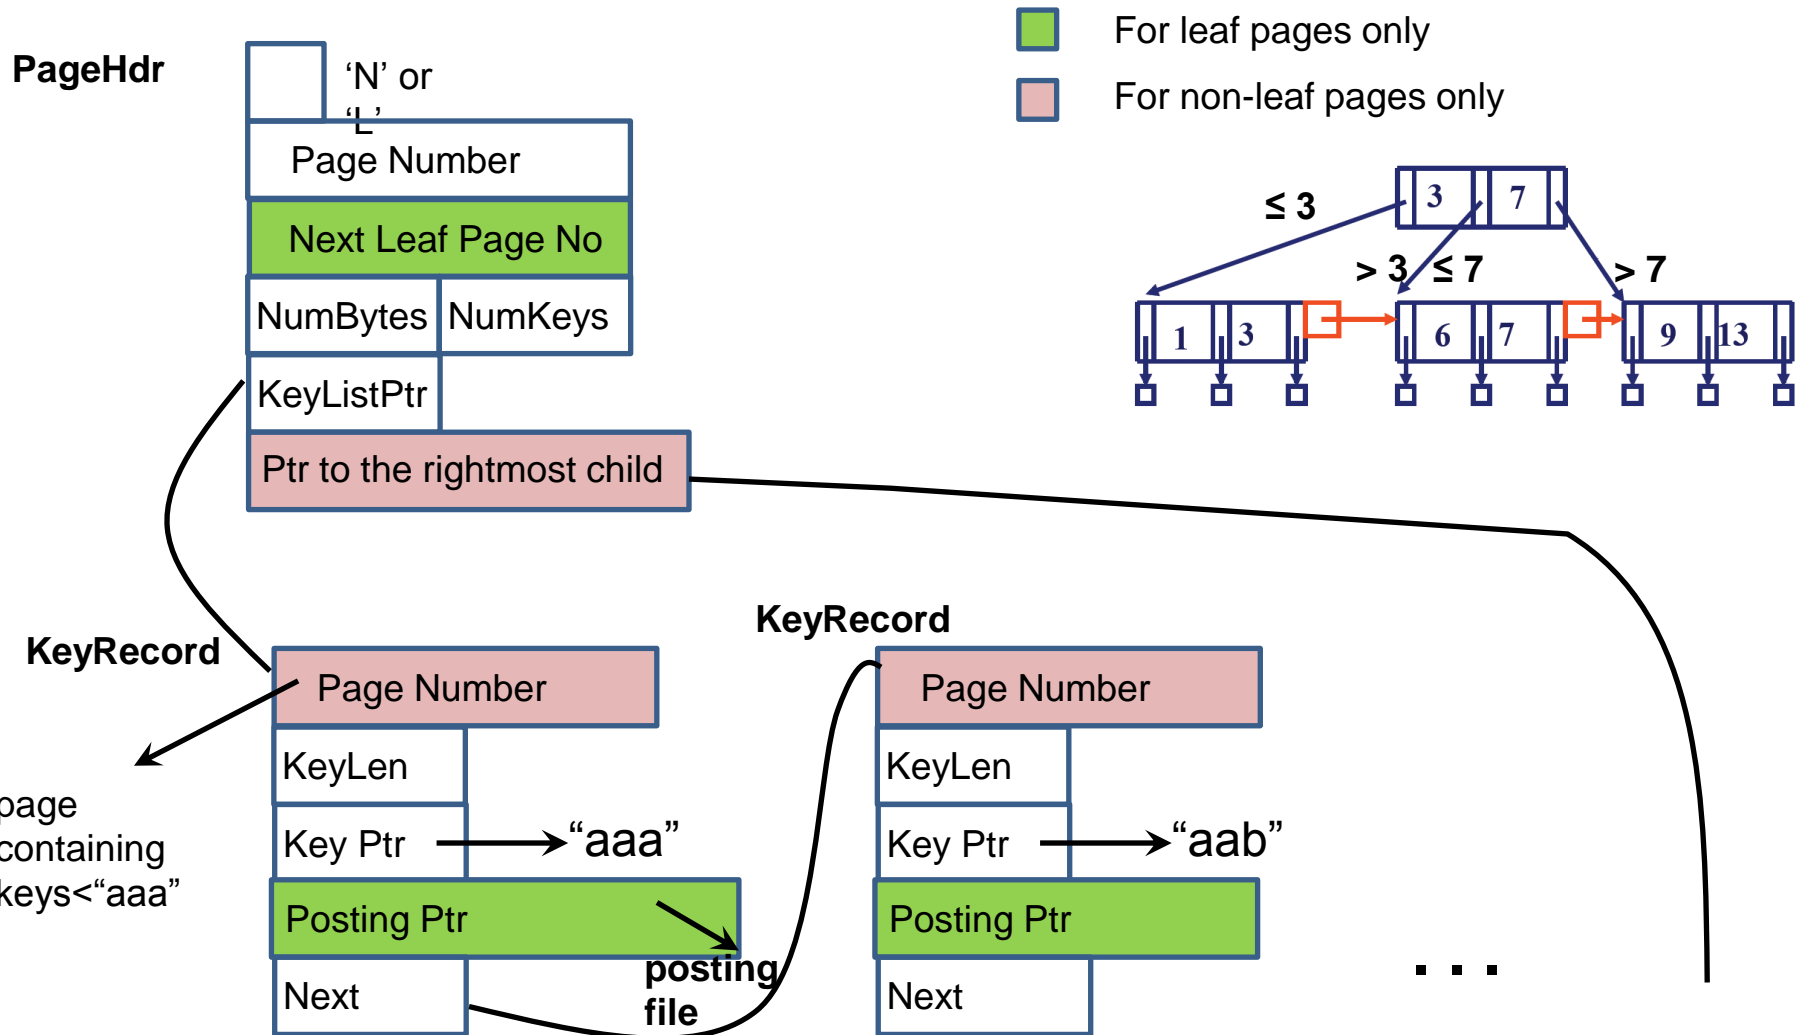 PageHdr
‘N’ or
‘L’
Page Number
Next Leaf Page No
NumBytes NumKeys
KeyListPtr
Ptr to the rightmost child
For leaf pages only
For non-leaf pages only
3 7
≤ 3
> 3 ≤ 7
> 7
1 3
6 7
9 13
KeyRecord
Page Number
KeyLen
Key Ptr
“aaa”
Posting Ptr
Next
page
containing
keys<“aaa”
posting
file
KeyRecord
Page Number
KeyLen
Key Ptr
“aab”
Posting Ptr
Next
. . .